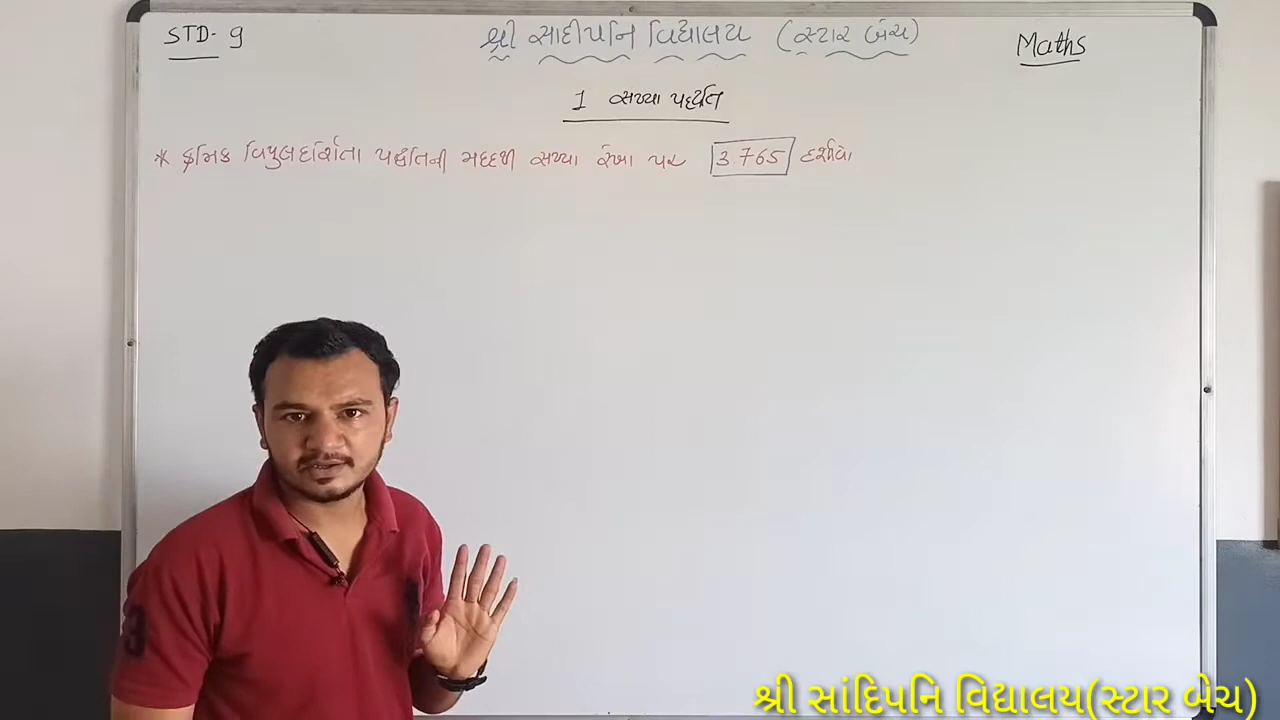 STD- 9 શ્રી સાદીપનિ વિદ્યાલય (સ્ટાર બેચ) Maths
1 સંખ્યા પદ્ધતિ
* ક્રમિક વિપુલદર્શિતા પદ્ધતિની મદદથી સંખ્યા રેખા પર 3.765 દર્શાવો
શ્રી સાંદિપનિ વિદ્યાલય(સ્ટાર બેચ)